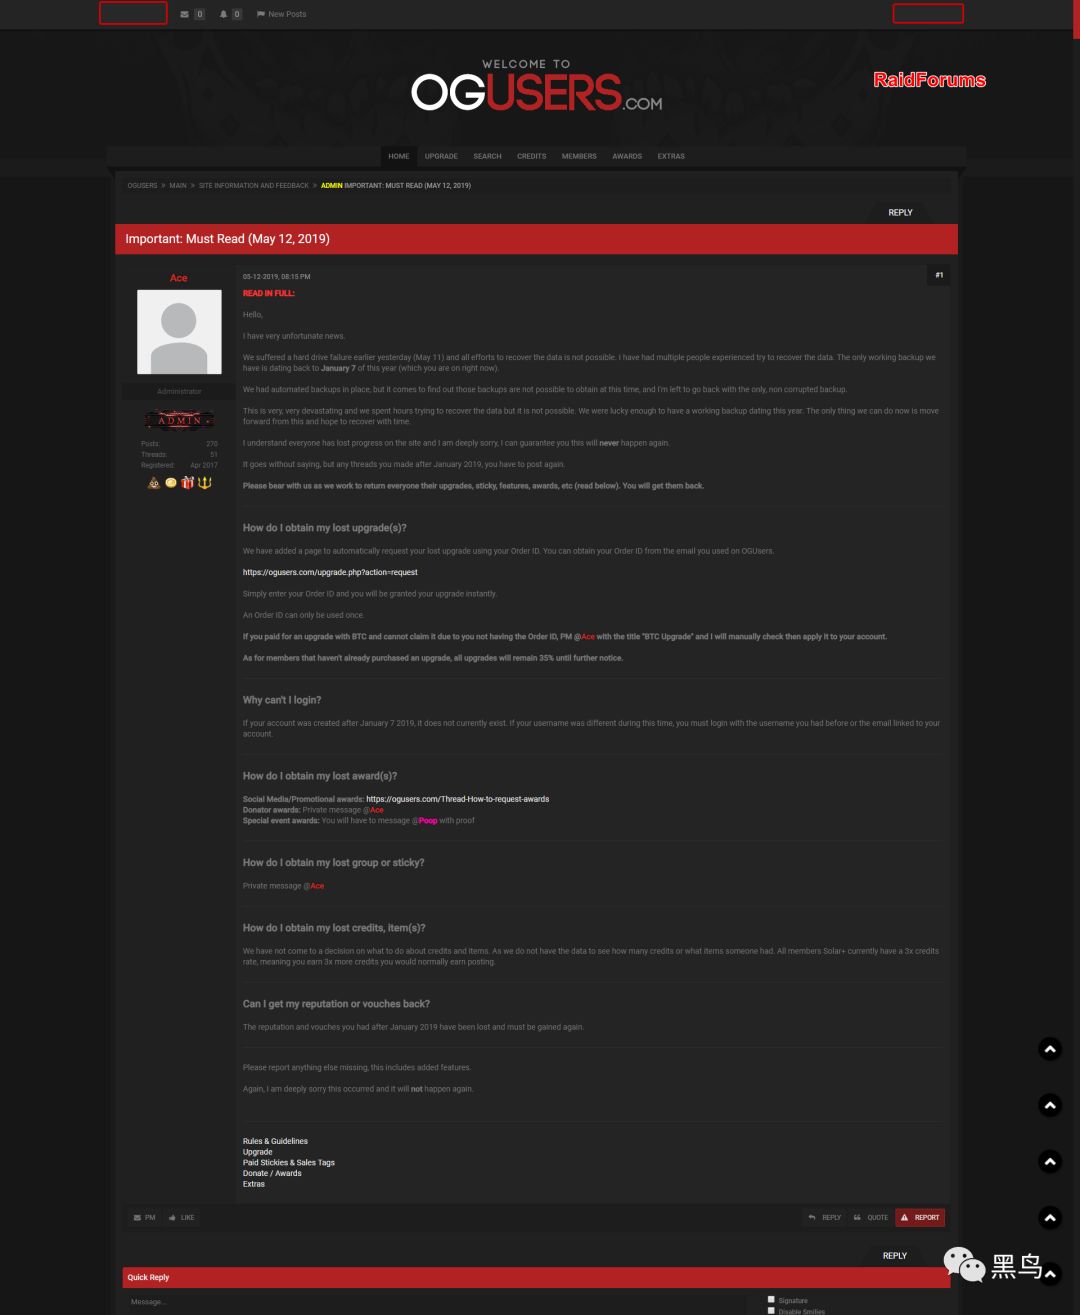 0
0
New Posts
WELCOME TO
OGUSERS.COM
RaidForums
HOME UPGRADE SEARCH CREDITS MEMBERS AWARDS EXTRAS
OGUSERS » MAIN » SITE INFORMATION AND FEEDBACK » ADMIN IMPORTANT: MUST READ (MAY 12, 2019)
REPLY
Important: Must Read (May 12, 2019)
Ace
Administrator
ADMIN
Posts: 270
Threads: 51
Registered: Apr 2017
05-12-2019, 08:15 PM
#1
READ IN FULL:
Hello,
I have very unfortunate news.
We suffered a hard drive failure earlier yesterday (May 11) and all efforts to recover the data is not possible. I have had multiple people experienced try to recover the data. The only working backup we
have is dating back to January 7 of this year (which you are on right now).
We had automated backups in place, but it comes to find out those backups are not possible to obtain at this time, and I'm left to go back with the only, non corrupted backup.
This is very, very devastating and we spent hours trying to recover the data but it is not possible. We were lucky enough to have a working backup dating this year. The only thing we can do now is move
forward from this and hope to recover with time.
I understand everyone has lost progress on the site and I am deeply sorry, I can guarantee you this will never happen again.
It goes without saying, but any threads you made after January 2019, you have to post again.
Please bear with us as we work to return everyone their upgrades, sticky, features, awards, etc (read below). You will get them back.
How do I obtain my lost upgrade(s)?
We have added a page to automatically request your lost upgrade using your Order ID. You can obtain your Order ID from the email you used on OGUsers.
https://ogusers.com/upgrade.php?action=request
Simply enter your Order ID and you will be granted your upgrade instantly.
An Order ID can only be used once.
If you paid for an upgrade with BTC and cannot claim it due to you not having the Order ID, PM @Ace with the title "BTC Upgrade" and I will manually check then apply it to your account.
As for members that haven't already purchased an upgrade, all upgrades will remain 35% until further notice.
Why can't I login?
If your account was created after January 7 2019, it does not currently exist. If your username was different during this time, you must login with the username you had before or the email linked to your
account.
How do I obtain my lost award(s)?
Social Media/Promotional awards: https://ogusers.com/Thread-How-to-request-awards
Donator awards: Private message @Ace
Special event awards: You will have to message @Poop with proof
How do I obtain my lost group or sticky?
Private message @Ace
How do I obtain my lost credits, item(s)?
We have not come to a decision on what to do about credits and items. As we do not have the data to see how many credits or what items someone had. All members Solar+ currently have a 3x credits
rate, meaning you earn 3x more credits you would normally earn posting.
Can I get my reputation or vouches back?
The reputation and vouches you had after January 2019 have been lost and must be gained again.
Please report anything else missing, this includes added features.
Again, I am deeply sorry this occurred and it will not happen again.
Rules & Guidelines
Upgrade
Paid Stickies & Sales Tags
Donate / Awards
Extras
PM LIKE REPLY QUOTE REPORT
REPLY
黑鸟
Quick Reply
Message...
Signature
Disable Smilies